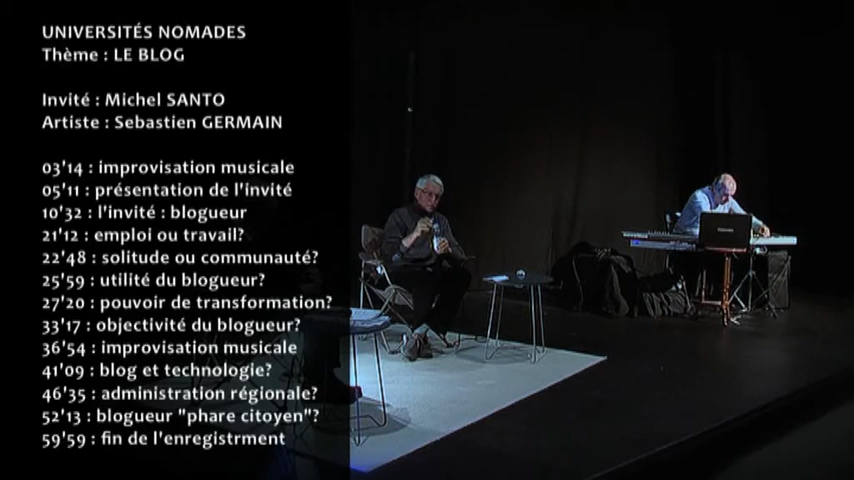 UNIVERSITÉS NOMADES
Thème : LE BLOG
Invité : Michel SANTO
Artiste : Sebastien GERMAIN
03'14 : improvisation musicale
05'11 : présentation de l'invité
10'32 : l'invité : blogueur
21'12 : emploi ou travail?
22'48 : solitude ou communauté?
25'59 : utilité du blogueur?
27'20 : pouvoir de transformation?
33'17 : objectivité du blogueur?
36'54 : improvisation musicale
41'09 : blog et technologie?
46'35 : administration régionale?
52'13 : blogueur "phare citoyen"?
59'59 : fin de l'enregistrment